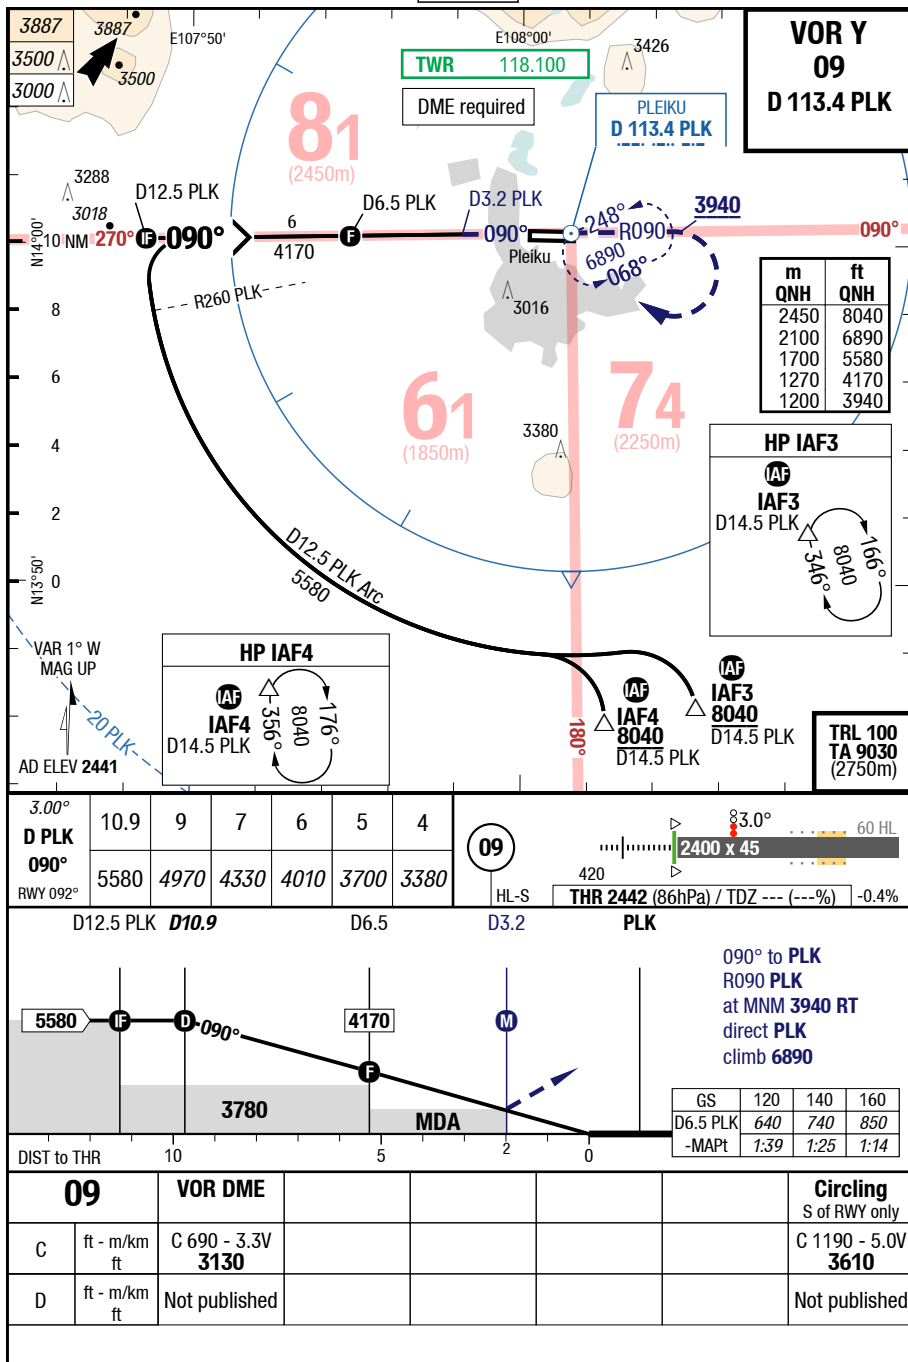 3887
3500
3000
3887
3500
E107°50'
E108°00'
3426
TWR 118.100
DME required
PLEIKU
D 113.4 PLK
VOR Y
09
D 113.4 PLK
81
(2450m)
3288
3018
D12.5 PLK
D6.5 PLK
D3.2 PLK
N14°00'
10 NM
270°
IF
090°
6
4170
F
090°
Pleiku
248°
R090
6890
068°
3940
090°
R260 PLK
3016
m QNH ft QNH
2450 8040
2100 6890
1700 5580
1270 4170
1200 3940
8
6
4
2
0
N13°50'
61
(1850m)
74
(2250m)
3380
HP IAF3
IAF
IAF3
D14.5 PLK
346°
8040
166°
D12.5 PLK Arc
5580
VAR 1° W
MAG UP
20 PLK
AD ELEV 2441
HP IAF4
IAF
IAF4
D14.5 PLK
356°
8040
176°
IAF
IAF4
8040
D14.5 PLK
IAF
IAF3
8040
D14.5 PLK
180°
TRL 100
TA 9030
(2750m)
3.00°
D PLK
090°
RWY 092°
10.9 9 7 6 5 4
5580 4970 4330 4010 3700 3380
09
HL-S
420
3.0°
60 HL
2400 x 45
THR 2442 (86hPa) / TDZ --- (---%)
-0.4%
D12.5 PLK D10.9 D6.5 D3.2 PLK
5580
IF
D
090°
4170
F
M
3780
MDA
090° to PLK
R090 PLK
at MNM 3940 RT
direct PLK
climb 6890
GS 120 140 160
D6.5 PLK 640 740 850
-MAPt 1:39 1:25 1:14
DIST to THR 10 5 2 0
09 VOR DME Circling
S of RWY only
C ft - m/km C 690 - 3.3V C 1190 - 5.0V
ft 3130 3610
D ft - m/km Not published Not published
ft